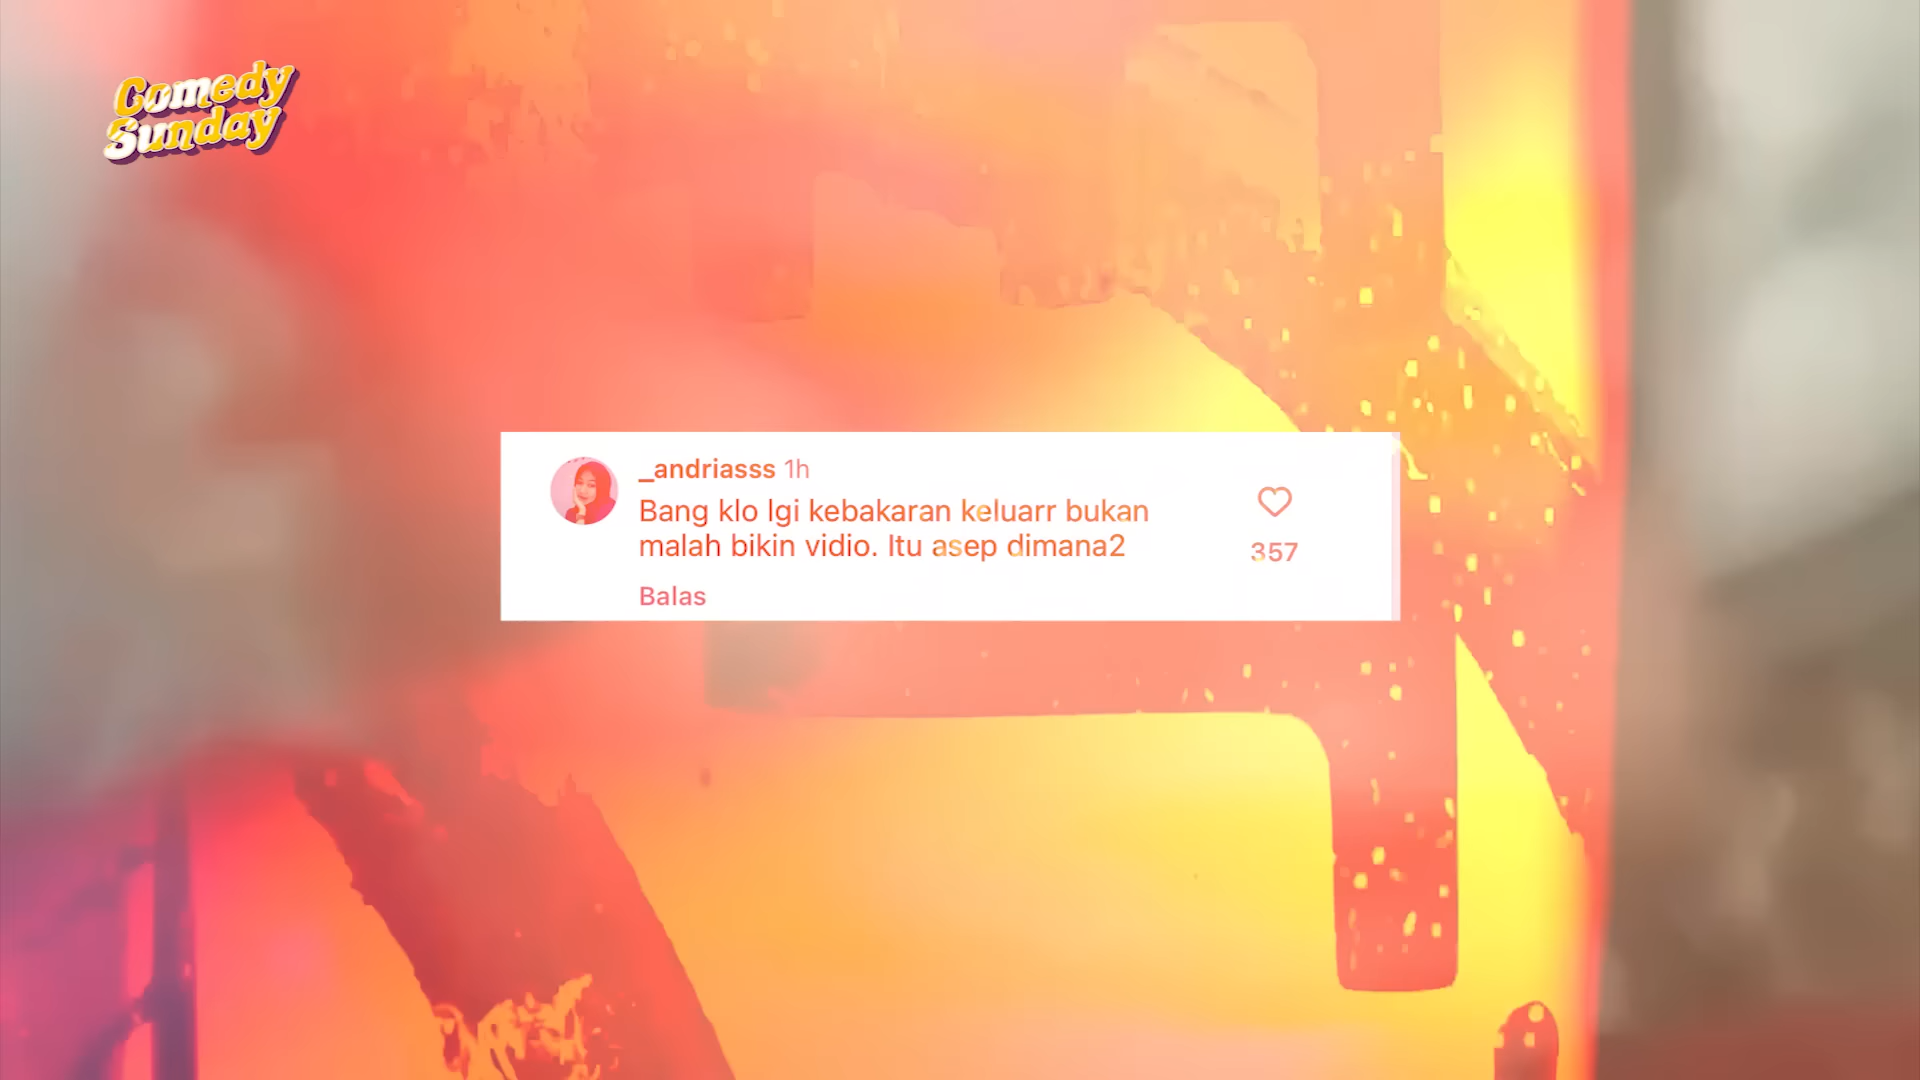 Comedy
Sunday
_andriasss 1h
Bang klo lgi kebakaran keluarr bukan
malah bikin vidio. Itu asep dimana2
357
Balas